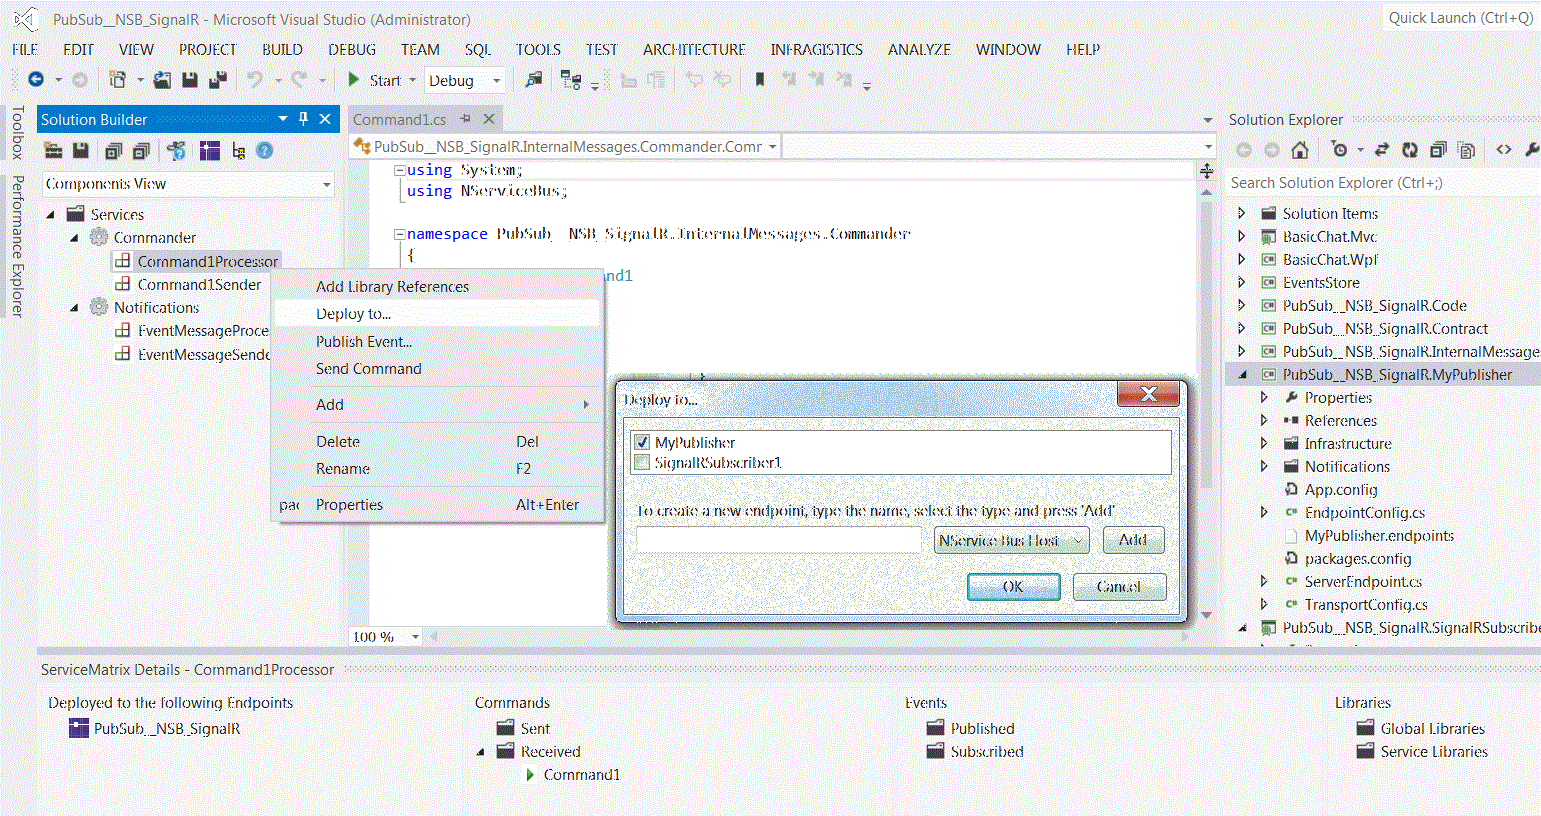 PubSub__NSB_SignalR - Microsoft Visual Studio (Administrator)
Quick Launch (Ctrl+Q)
FILE EDIT VIEW PROJECT BUILD DEBUG TEAM SQL TOOLS TEST ARCHITECTURE INFRAGISTICS ANALYZE WINDOW HELP
Start Debug
Toolbox
Performance Explorer
Solution Builder
Components View
Services
Commander
Command1Processor
Command1Sender
Notifications
EventMessageProce
EventMessageSende
Command1.cs
PubSub__NSB_SignalR.InternalMessages.Commander.Comr
using System;
using NServiceBus;
namespace PubSub__NSB_SignalR.InternalMessages.Commander
{
nd1
}
100 %
Add Library References
Deploy to...
Publish Event...
Send Command
Add
Delete Del
Rename F2
pac Properties Alt+Enter
Deploy to...
MyPublisher
SignalRSubscriber1
To create a new endpoint, type the name, select the type and press 'Add'
NService Bus Host Add
OK Cancel
Solution Explorer
Search Solution Explorer (Ctrl+;)
Solution Items
BasicChat.Mvc
BasicChat.Wpf
EventsStore
PubSub__NSB_SignalR.Code
PubSub__NSB_SignalR.Contract
PubSub__NSB_SignalR.InternalMessages
PubSub__NSB_SignalR.MyPublisher
Properties
References
Infrastructure
Notifications
App.config
EndpointConfig.cs
MyPublisher.endpoints
packages.config
ServerEndpoint.cs
TransportConfig.cs
PubSub__NSB_SignalR.SignalRSubscribe
ServiceMatrix Details - Command1Processor
Deployed to the following Endpoints
PubSub__NSB_SignalR
Commands
Sent
Received
Command1
Events
Published
Subscribed
Libraries
Global Libraries
Service Libraries